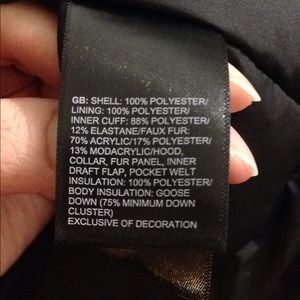 GB: SHELL: 100% POLYESTER/
LINING: 100% POLYESTER/
INNER CUFF: 88% POLYESTER/
12% ELASTANE/FAUX FUR:
70% ACRYLIC/17% POLYESTER/
13% MODACRYLIC/HOOD,
COLLAR, FUR PANEL, INNER
DRAFT FLAP, POCKET WELT
INSULATION: 100% POLYESTER/
BODY INSULATION: GOOSE
DOWN (75% MINIMUM DOWN
CLUSTER)
EXCLUSIVE OF DECORATION